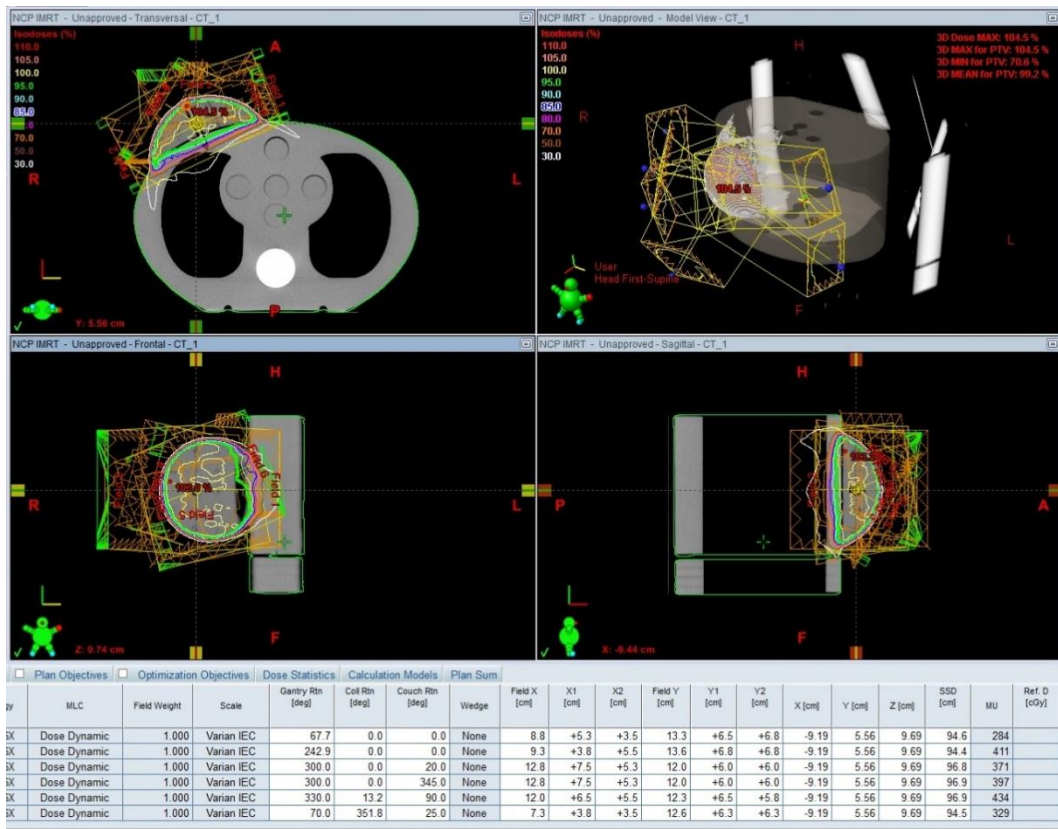 NCP IMRT - Unapproved - Transversal - CT_1
Isodoses (%)
110.0
105.0
100.0
95.0
90.0
85.0
80.0
70.0
50.0
30.0
A
R
L
P
104.5 %
Field 1
Y: 5.56 cm
NCP IMRT - Unapproved - Model View - CT_1
Isodoses (%)
110.0
105.0
100.0
95.0
90.0
85.0
80.0
70.0
50.0
30.0
3D Dose MAX: 104.5 %
3D MAX for PTV: 104.5 %
3D MIN for PTV: 70.6 %
3D MEAN for PTV: 99.2 %
H
R
L
F
104.5 %
User
Head First-Supine
NCP IMRT - Unapproved - Frontal - CT_1
H
R
L
F
Field 6
Field 1
Field 5
Z: 9.74 cm
NCP IMRT - Unapproved - Sagittal - CT_1
H
P
A
F
X: -9.44 cm
Plan Objectives Optimization Objectives Dose Statistics Calculation Models Plan Sum
gy MLC Field Weight Scale Gantry Rtn [deg] Coll Rtn [deg] Couch Rtn [deg] Wedge Field X [cm] X1 [cm] X2 [cm] Field Y [cm] Y1 [cm] Y2 [cm] X [cm] Y [cm] Z [cm] SSD [cm] MU Ref. D [cGy]
6X Dose Dynamic 1.000 Varian IEC 67.7 0.0 0.0 None 8.8 +5.3 +3.5 13.3 +6.5 +6.8 -9.19 5.56 9.69 94.6 284
6X Dose Dynamic 1.000 Varian IEC 242.9 0.0 0.0 None 9.3 +3.8 +5.5 13.6 +6.8 +6.8 -9.19 5.56 9.69 94.4 411
6X Dose Dynamic 1.000 Varian IEC 300.0 0.0 20.0 None 12.8 +7.5 +5.3 12.0 +6.0 +6.0 -9.19 5.56 9.69 96.8 371
6X Dose Dynamic 1.000 Varian IEC 300.0 0.0 345.0 None 12.8 +7.5 +5.3 12.0 +6.0 +6.0 -9.19 5.56 9.69 96.9 397
6X Dose Dynamic 1.000 Varian IEC 330.0 13.2 90.0 None 12.0 +6.5 +5.5 12.3 +6.5 +5.8 -9.19 5.56 9.69 96.9 434
6X Dose Dynamic 1.000 Varian IEC 70.0 351.8 25.0 None 7.3 +3.8 +3.5 12.6 +6.3 +6.3 -9.19 5.56 9.69 94.5 329